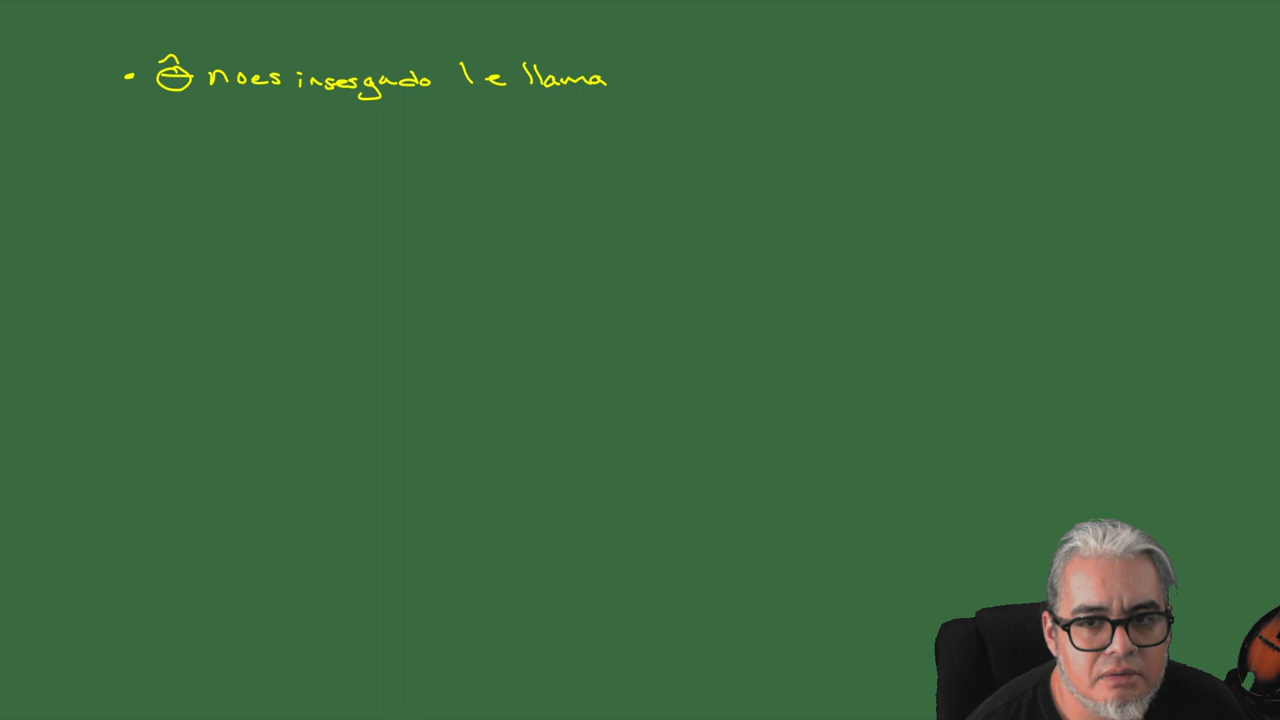 • θ̂ no es insesgado le llama